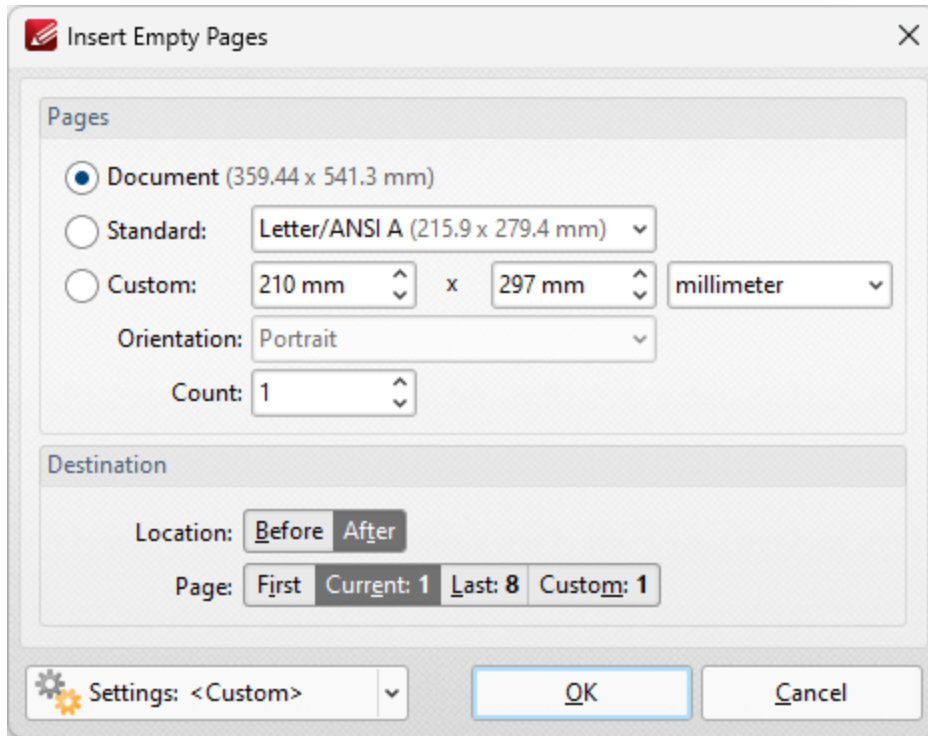 Insert Empty Pages
Pages
Document (359.44 x 541.3 mm)
Standard: Letter/ANSI A (215.9 x 279.4 mm)
Custom: 210 mm x 297 mm millimeter
Orientation: Portrait
Count: 1
Destination
Location: Before After
Page: First Current: 1 Last: 8 Custom: 1
Settings: <Custom> OK Cancel